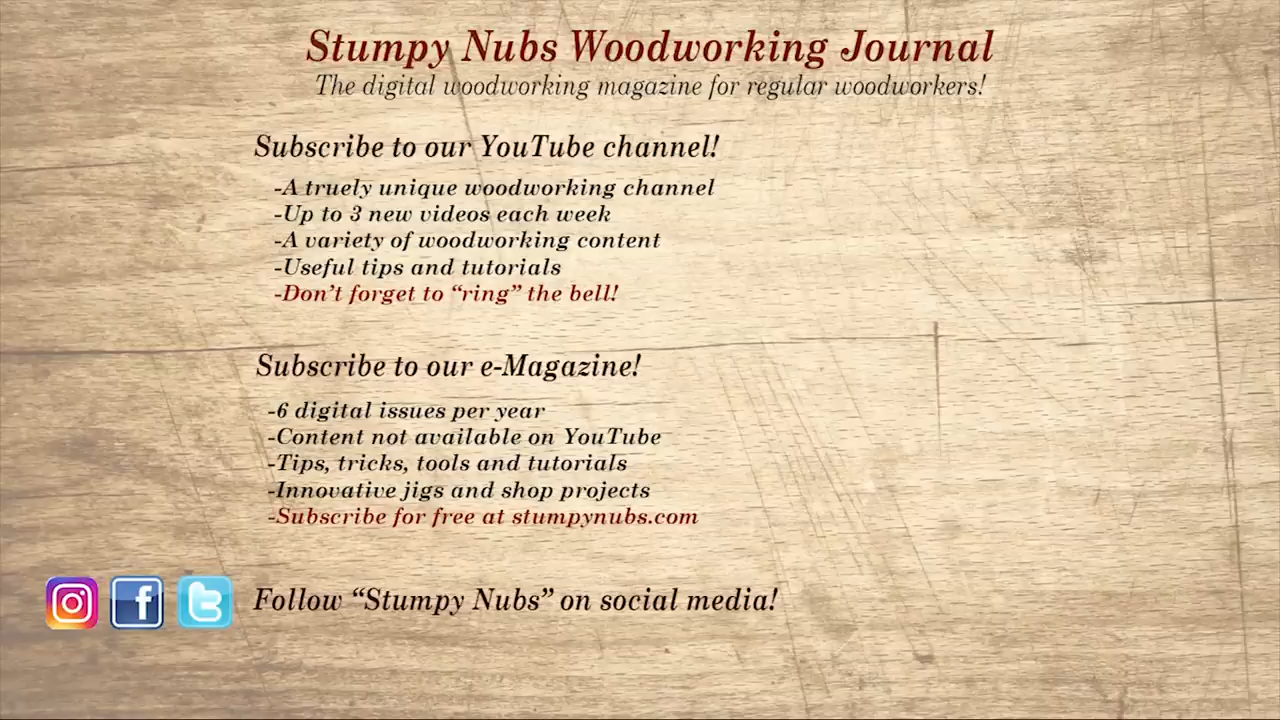 Stumpy Nubs Woodworking Journal
The digital woodworking magazine for regular woodworkers!
Subscribe to our YouTube channel!
-A truely unique woodworking channel
-Up to 3 new videos each week
-A variety of woodworking content
-Useful tips and tutorials
-Don’t forget to “ring” the bell!
Subscribe to our e-Magazine!
-6 digital issues per year
-Content not available on YouTube
-Tips, tricks, tools and tutorials
-Innovative jigs and shop projects
-Subscribe for free at stumpynubs.com
Follow “Stumpy Nubs” on social media!